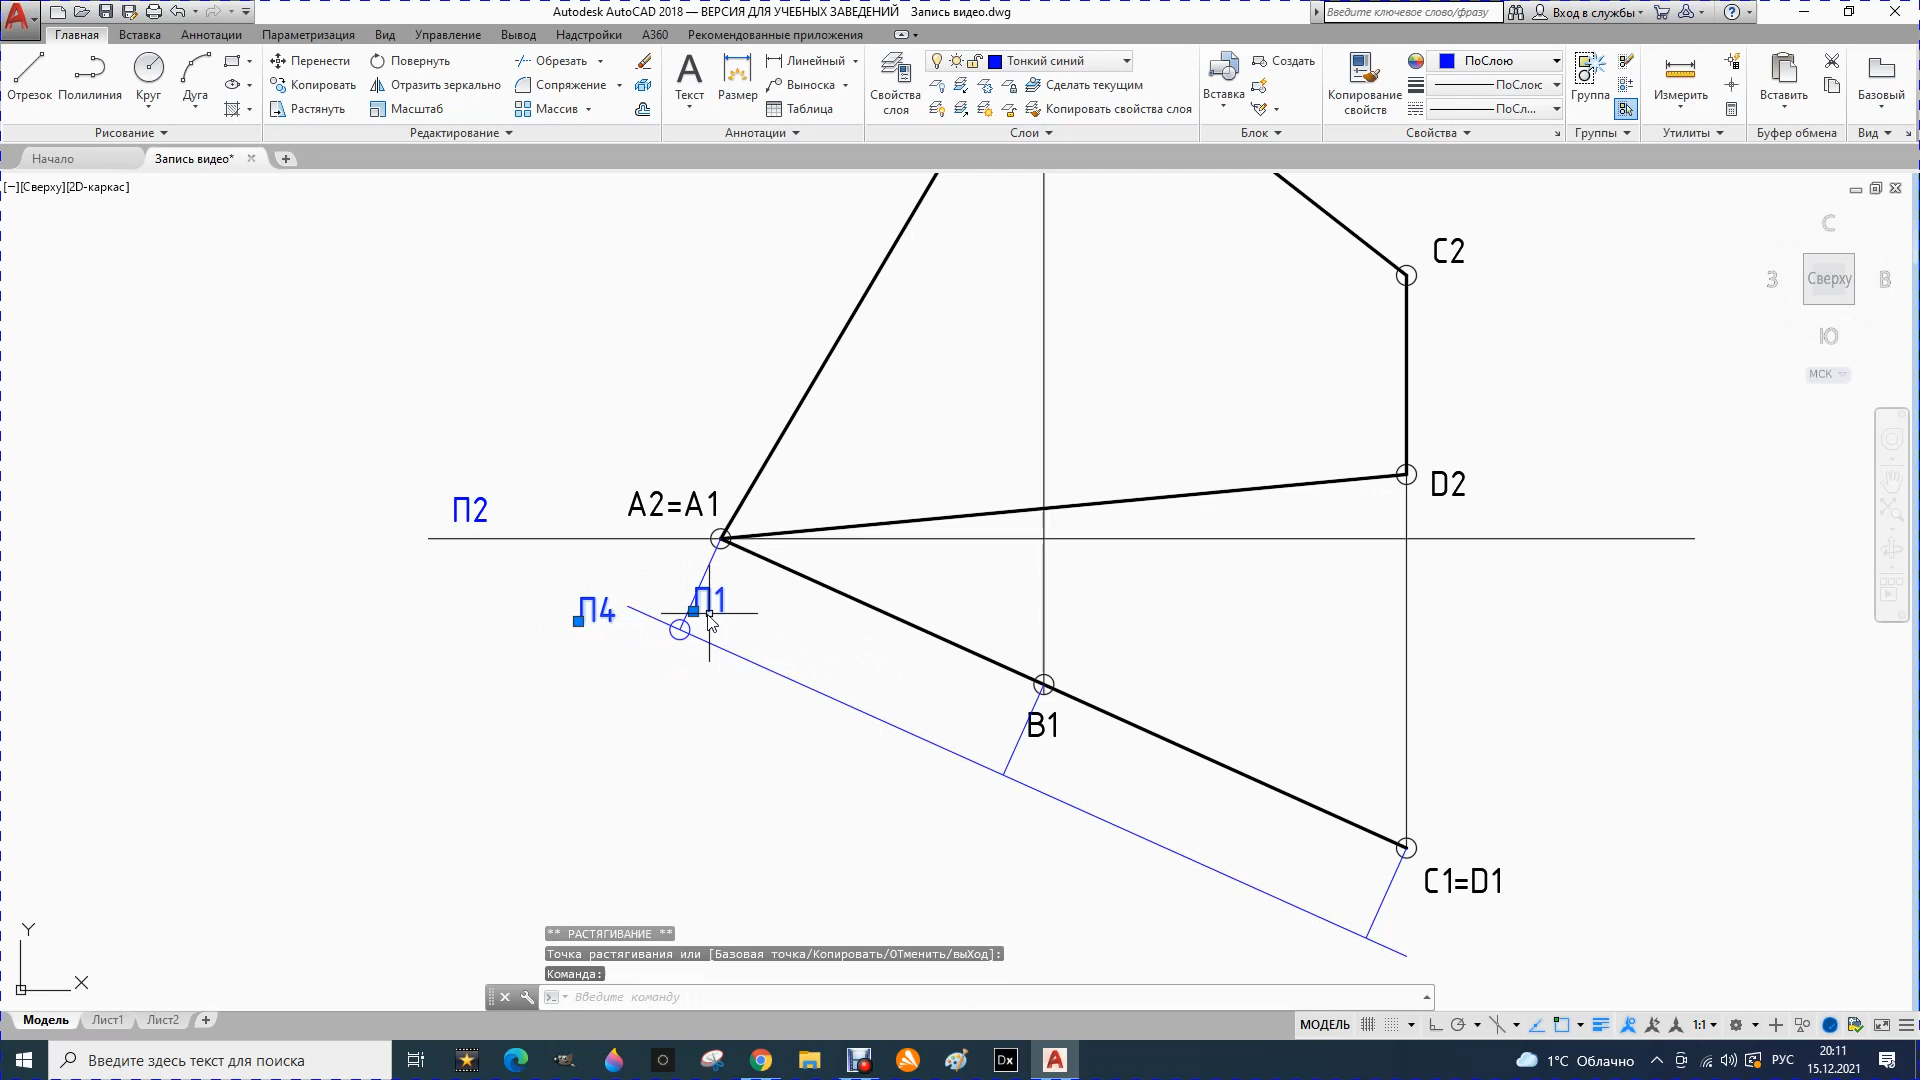 Autodesk AutoCAD 2018 — ВЕРСИЯ ДЛЯ УЧЕБНЫХ ЗАВЕДЕНИЙ Запись видео.dwg
Введите ключевое слово/фразу
Вход в службы
Главная Вставка Аннотации Параметризация Вид Управление Вывод Надстройки A360 Рекомендованные приложения
Отрезок Полилиния Круг Дуга
Рисование
Перенести Повернуть Обрезать
Копировать Отразить зеркально Сопряжение
Растянуть Масштаб Массив
Редактирование
Текст Размер
Линейный
Выноска
Таблица
Аннотации
Свойства слоя
Тонкий синий
Сделать текущим
Копировать свойства слоя
Слои
Вставка
Создать
Блок
Копирование свойств
ПоСлою
ПоСлою
ПоСл...
Свойства
Группа
Группы
Измерить
Утилиты
Вставить
Буфер обмена
Базовый
Вид
Начало Запись видео*
[−][Сверху][2D-каркас]
С
З Сверху В
Ю
МСК
C2
D2
П2
A2=A1
П4
П1
B1
C1=D1
Y
X
** РАСТЯГИВАНИЕ **
Точка растягивания или [Базовая точка/Копировать/ОТменить/выХод]:
Команда:
Введите команду
Модель Лист1 Лист2
МОДЕЛЬ
1:1
Введите здесь текст для поиска
Dx
1°C Облачно
РУС
20:11
15.12.2021